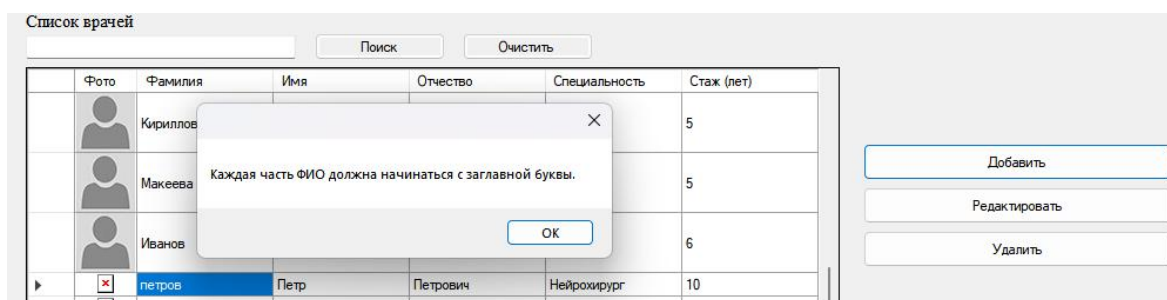 Список врачей
Поиск Очистить
Фото Фамилия Имя Отчество Специальность Стаж (лет)
Кириллов 5
Каждая часть ФИО должна начинаться с заглавной буквы.
Макеева 5
OK
Иванов 6
петров Петр Петрович Нейрохирург 10
Добавить
Редактировать
Удалить